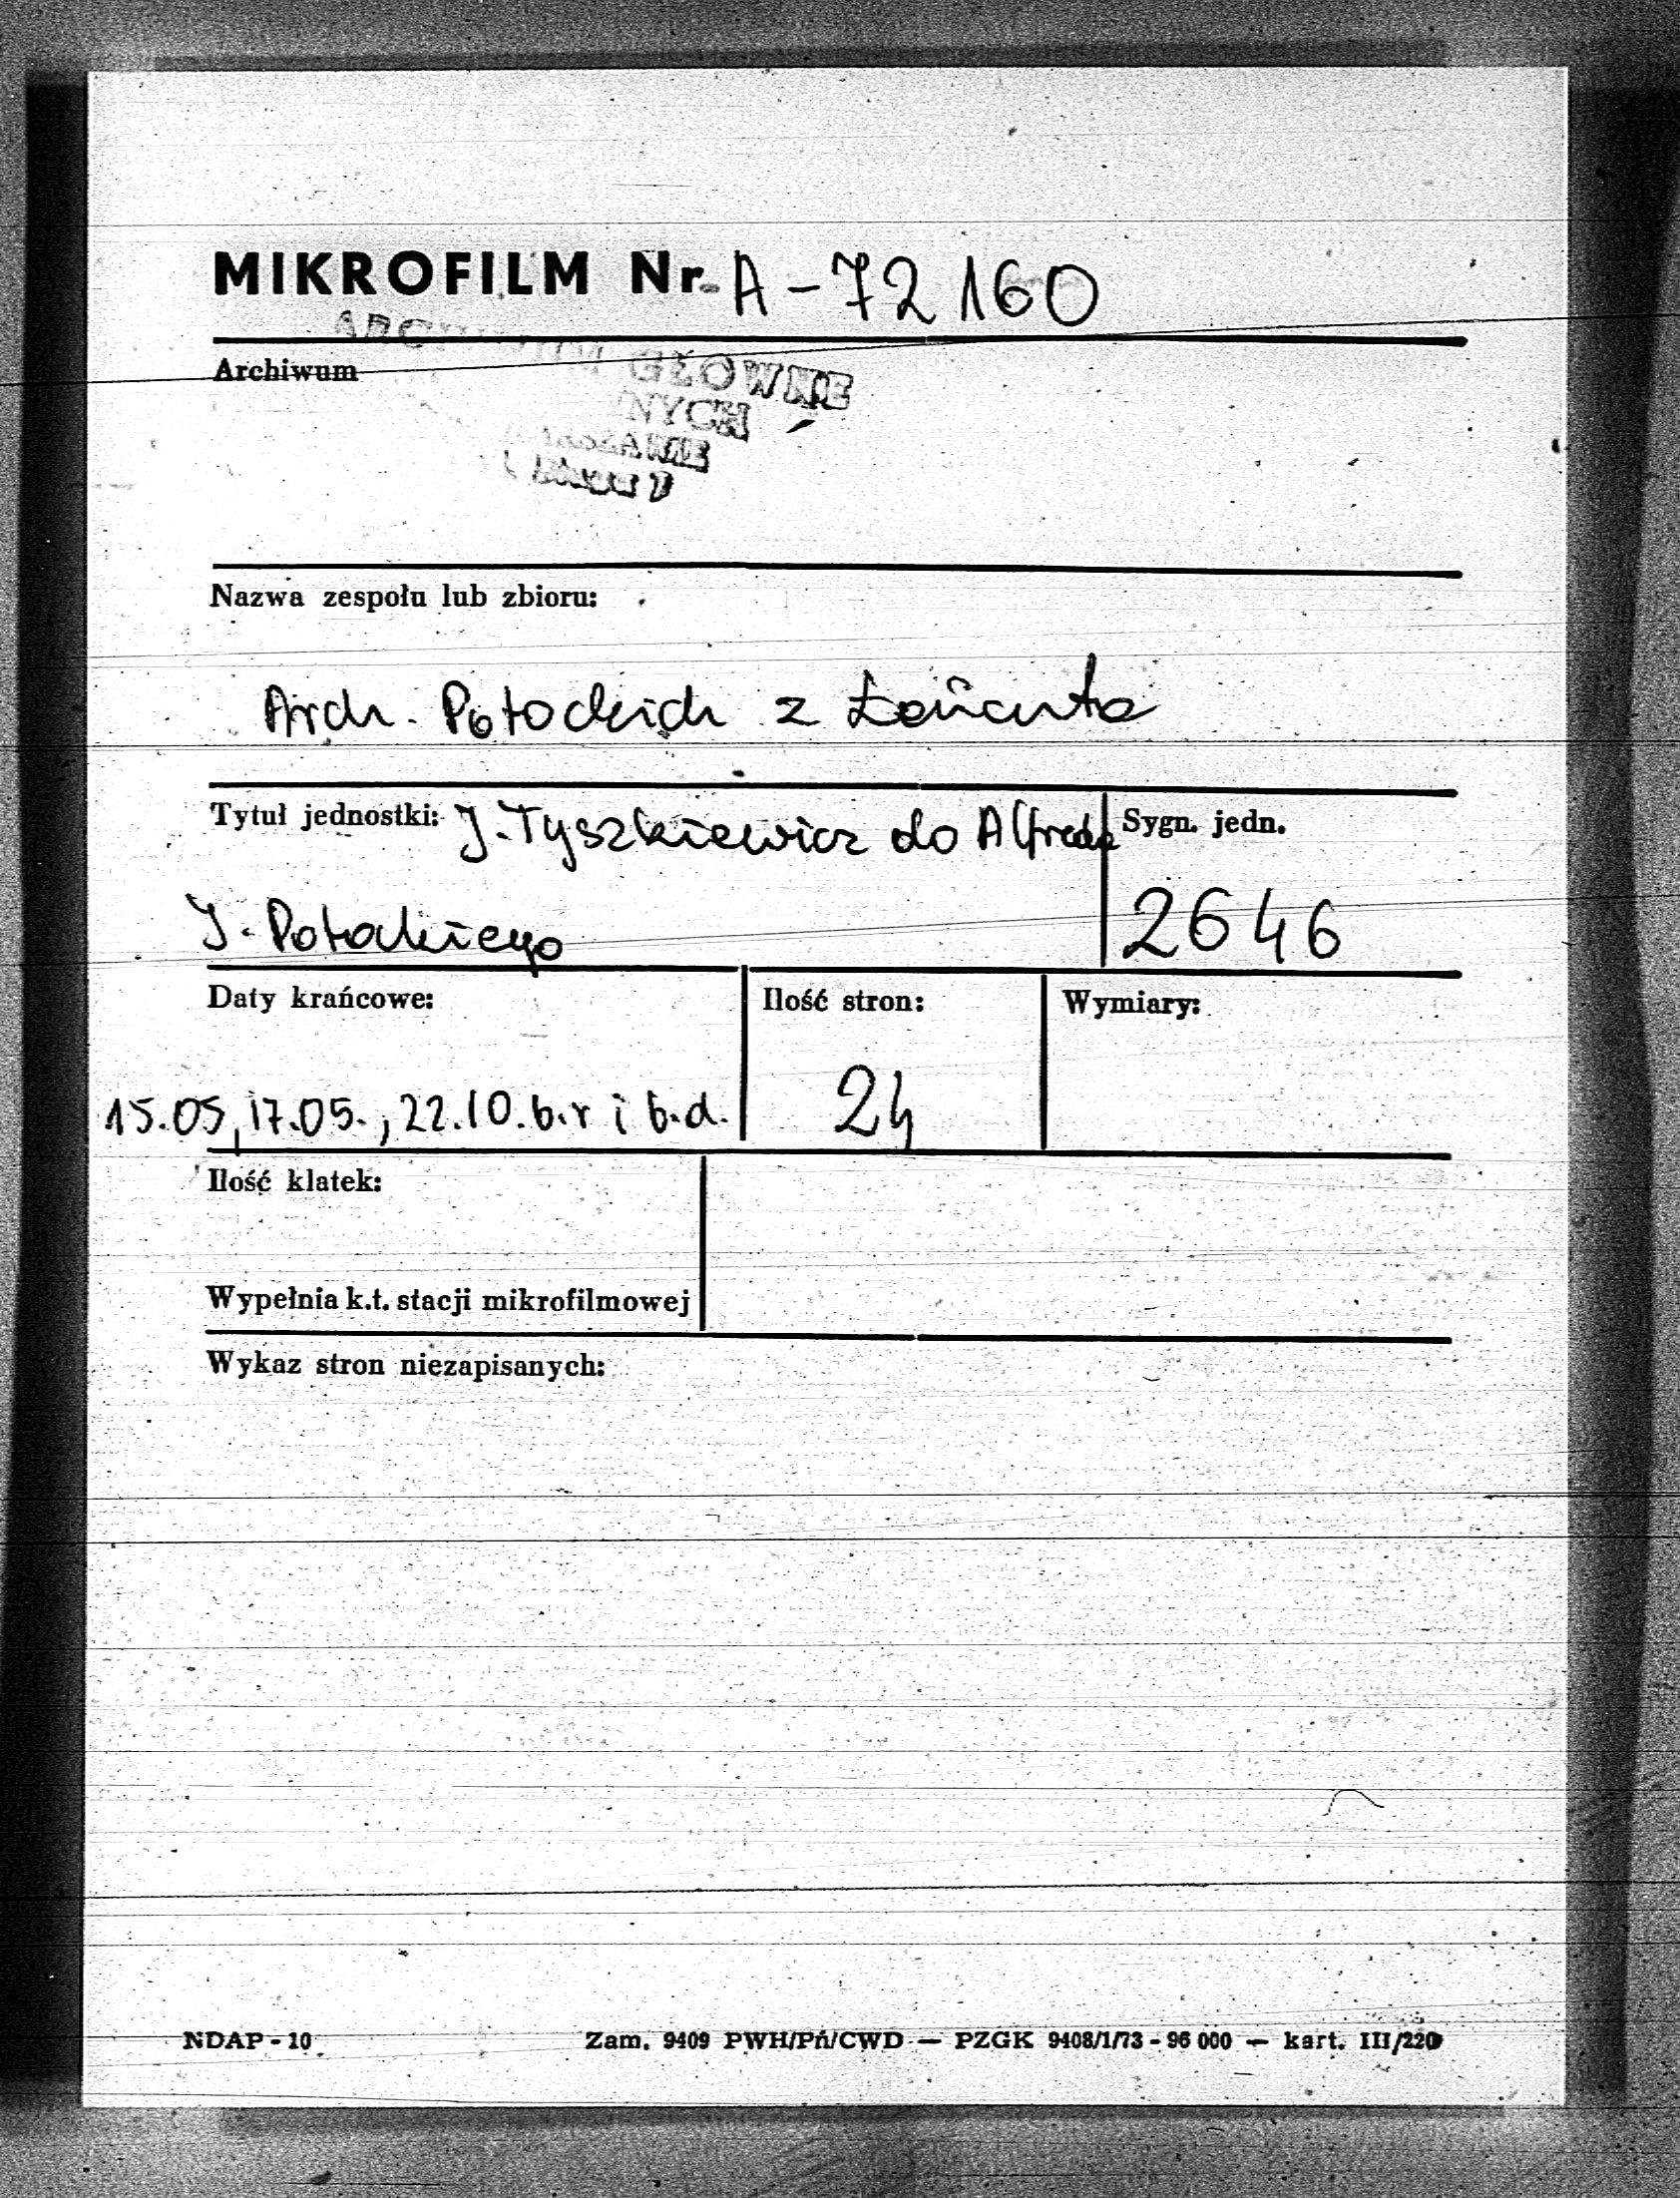 MIKROFILM Nr. A-72160
Archiwum
GŁÓWNE
NYCH
Nazwa zespołu lub zbioru:
Arch. Potockich z Łańcuta
Tytuł jednostki: J. Tyszkiewicz do Alfreda
Sygn. jedn.
J. Potockiego
2646
Daty krańcowe:
Ilość stron:
Wymiary:
15.05, 17.05., 22.10. b.r i b.d.
24
Ilość klatek:
Wypełnia k.t. stacji mikrofilmowej
Wykaz stron niezapisanych:
NDAP - 10
Zam. 9409 PWH/Pń/CWD — PZGK 9408/1/73 - 96 000 — kart. III/220